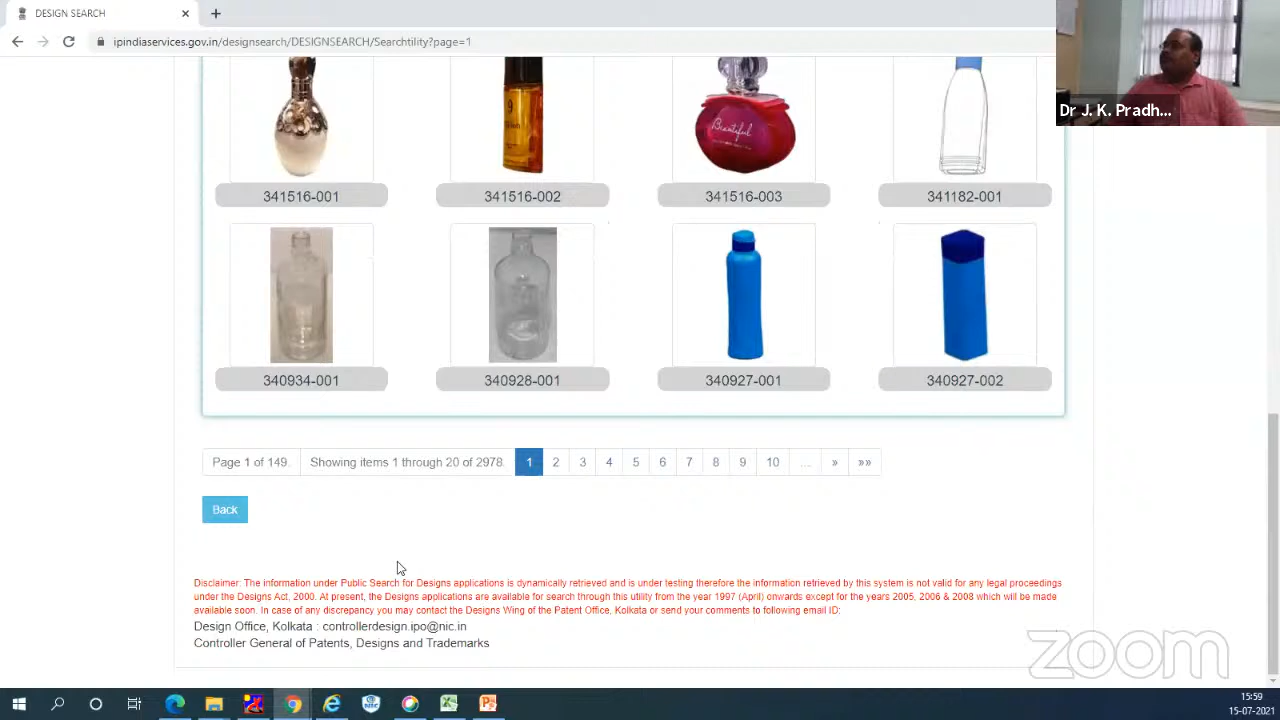 DESIGN SEARCH
ipindiaservices.gov.in/designsearch/DESIGNSEARCH/Searchtility?page=1
Dr J. K. Pradh...
9
Beautiful
341516-001 341516-002 341516-003 341182-001
340934-001 340928-001 340927-001 340927-002
Page 1 of 149. Showing items 1 through 20 of 2978. 1 2 3 4 5 6 7 8 9 10 ... » »»
Back
Disclaimer: The information under Public Search for Designs applications is dynamically retrieved and is under testing therefore the information retrieved by this system is not valid for any legal proceedings
under the Designs Act, 2000. At present, the Designs applications are available for search through this utility from the year 1997 (April) onwards except for the years 2005, 2006 & 2008 which will be made
available soon. In case of any discrepancy you may contact the Designs Wing of the Patent Office, Kolkata or send your comments to following email ID:
Design Office, Kolkata : controllerdesign.ipo@nic.in
Controller General of Patents, Designs and Trademarks
zoom
15:59
15-07-2021